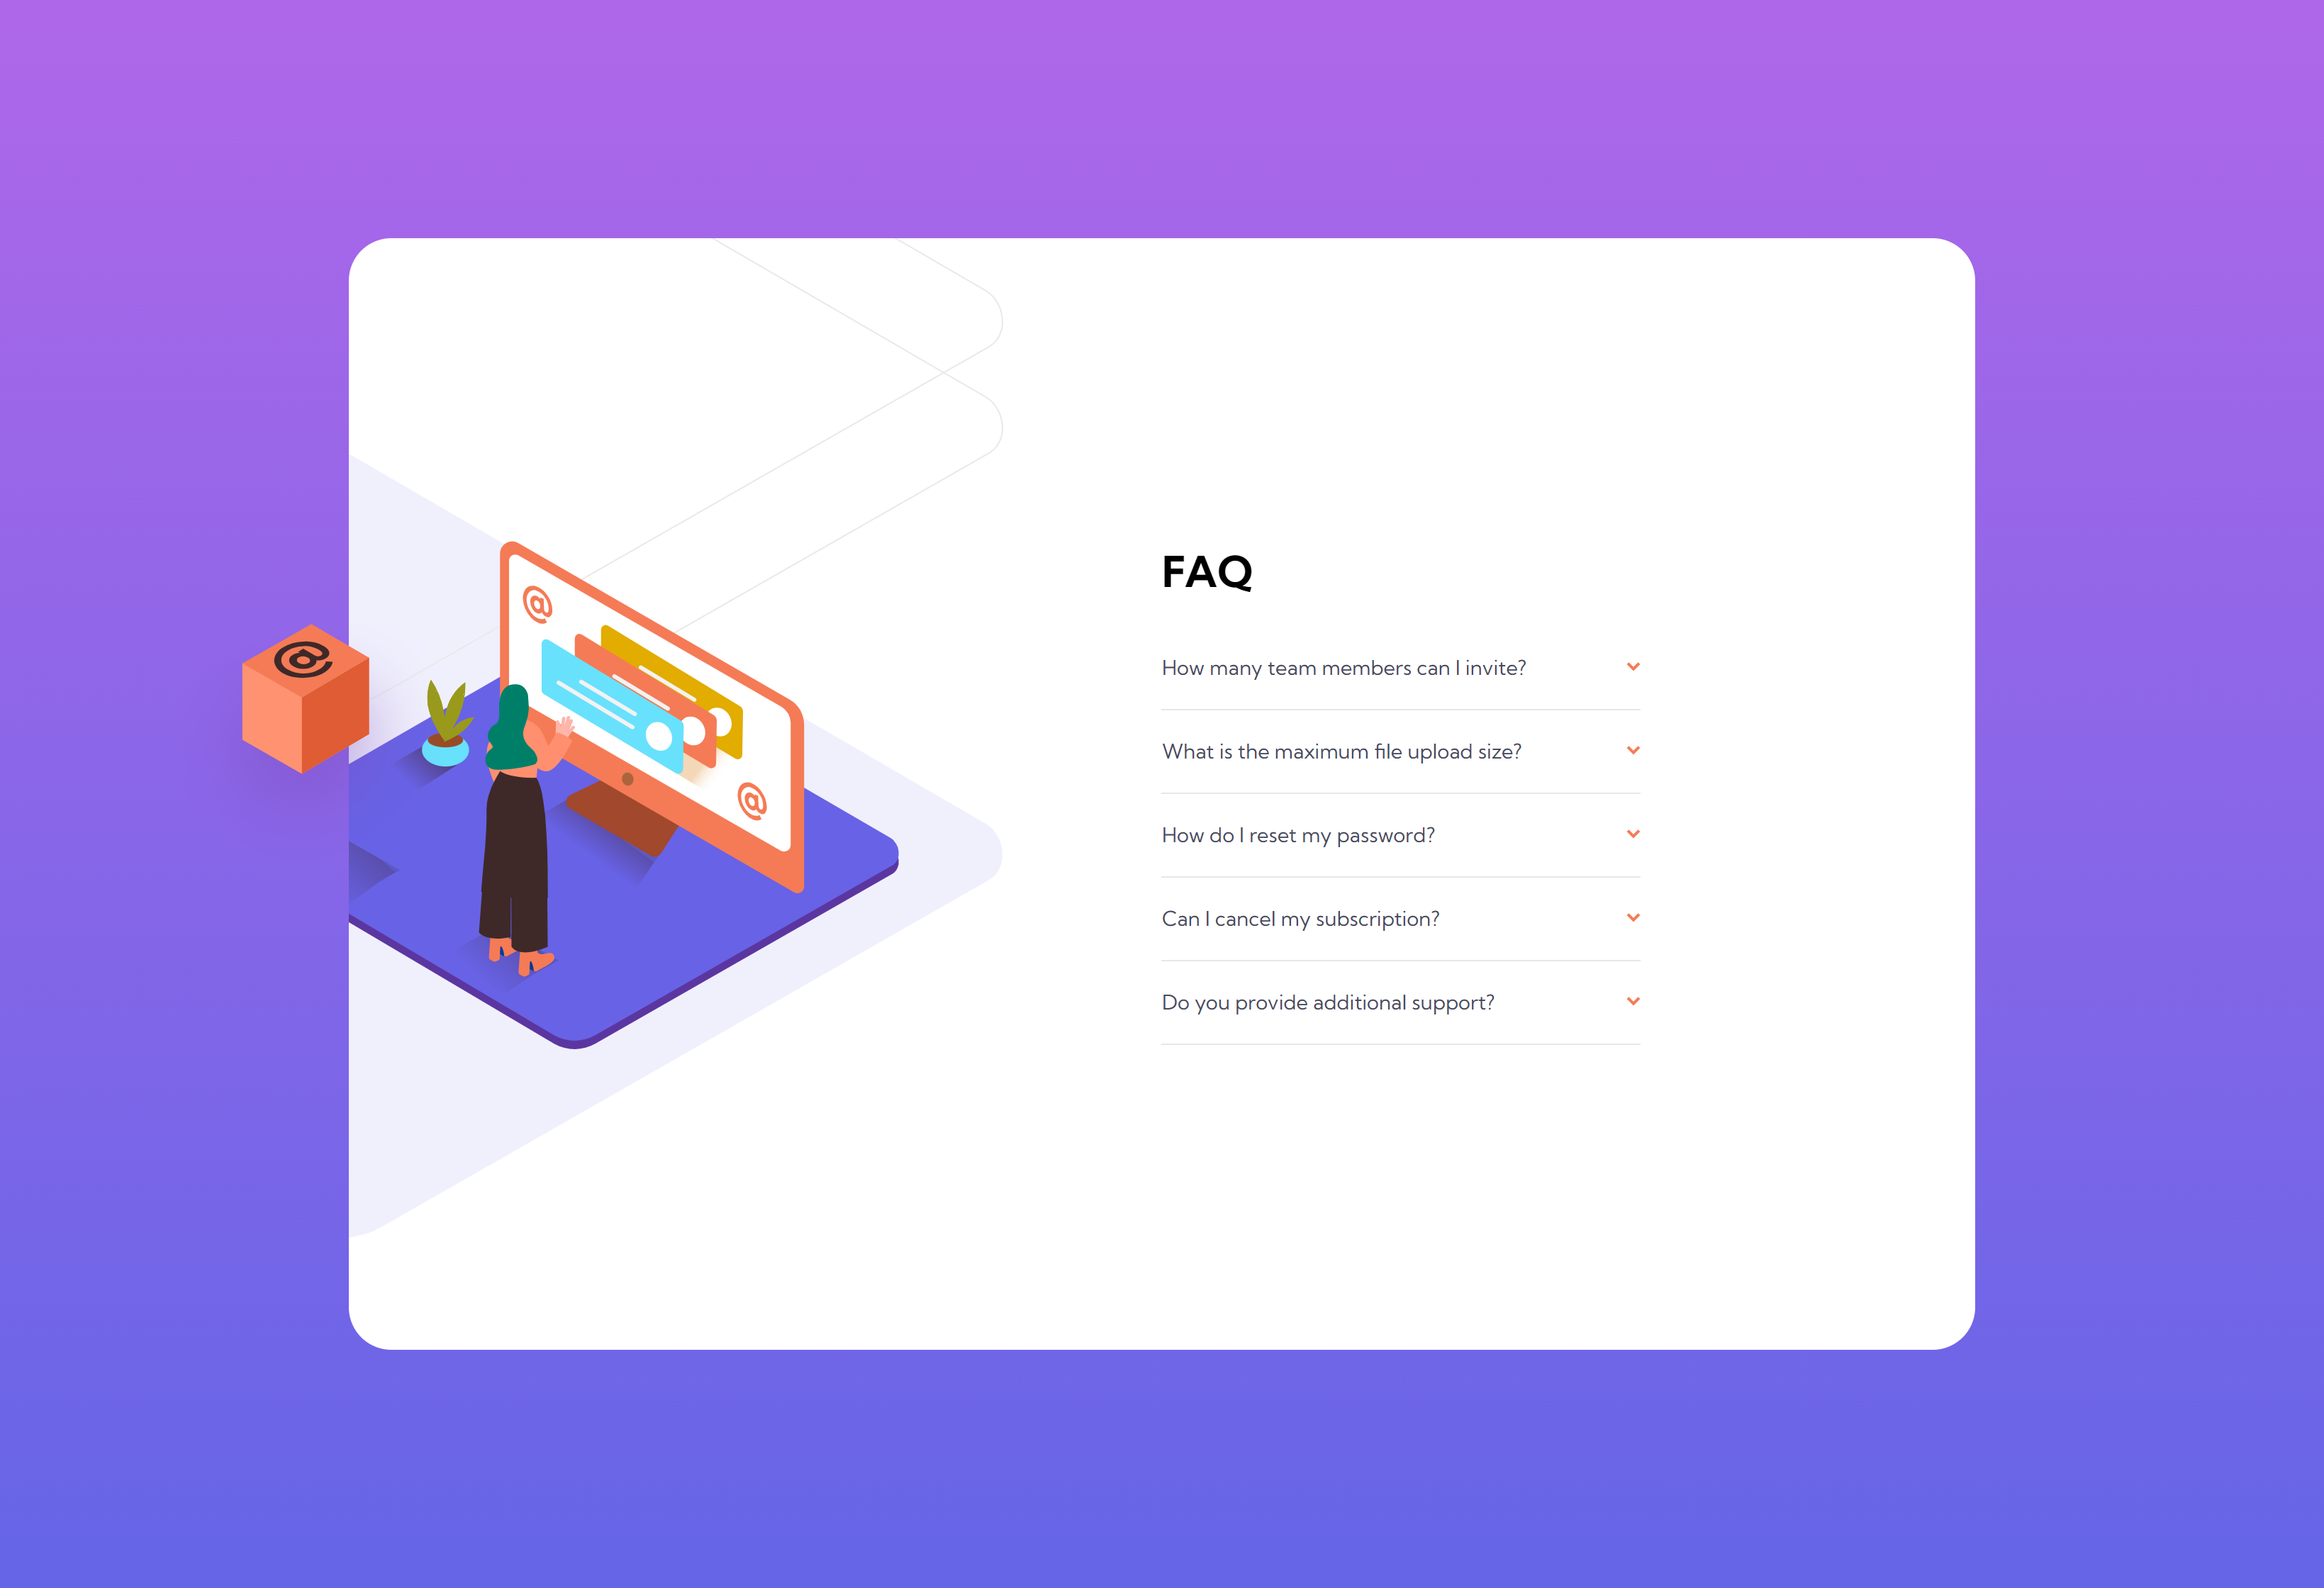 @
@
@
FAQ
How many team members can I invite?
What is the maximum file upload size?
How do I reset my password?
Can I cancel my subscription?
Do you provide additional support?